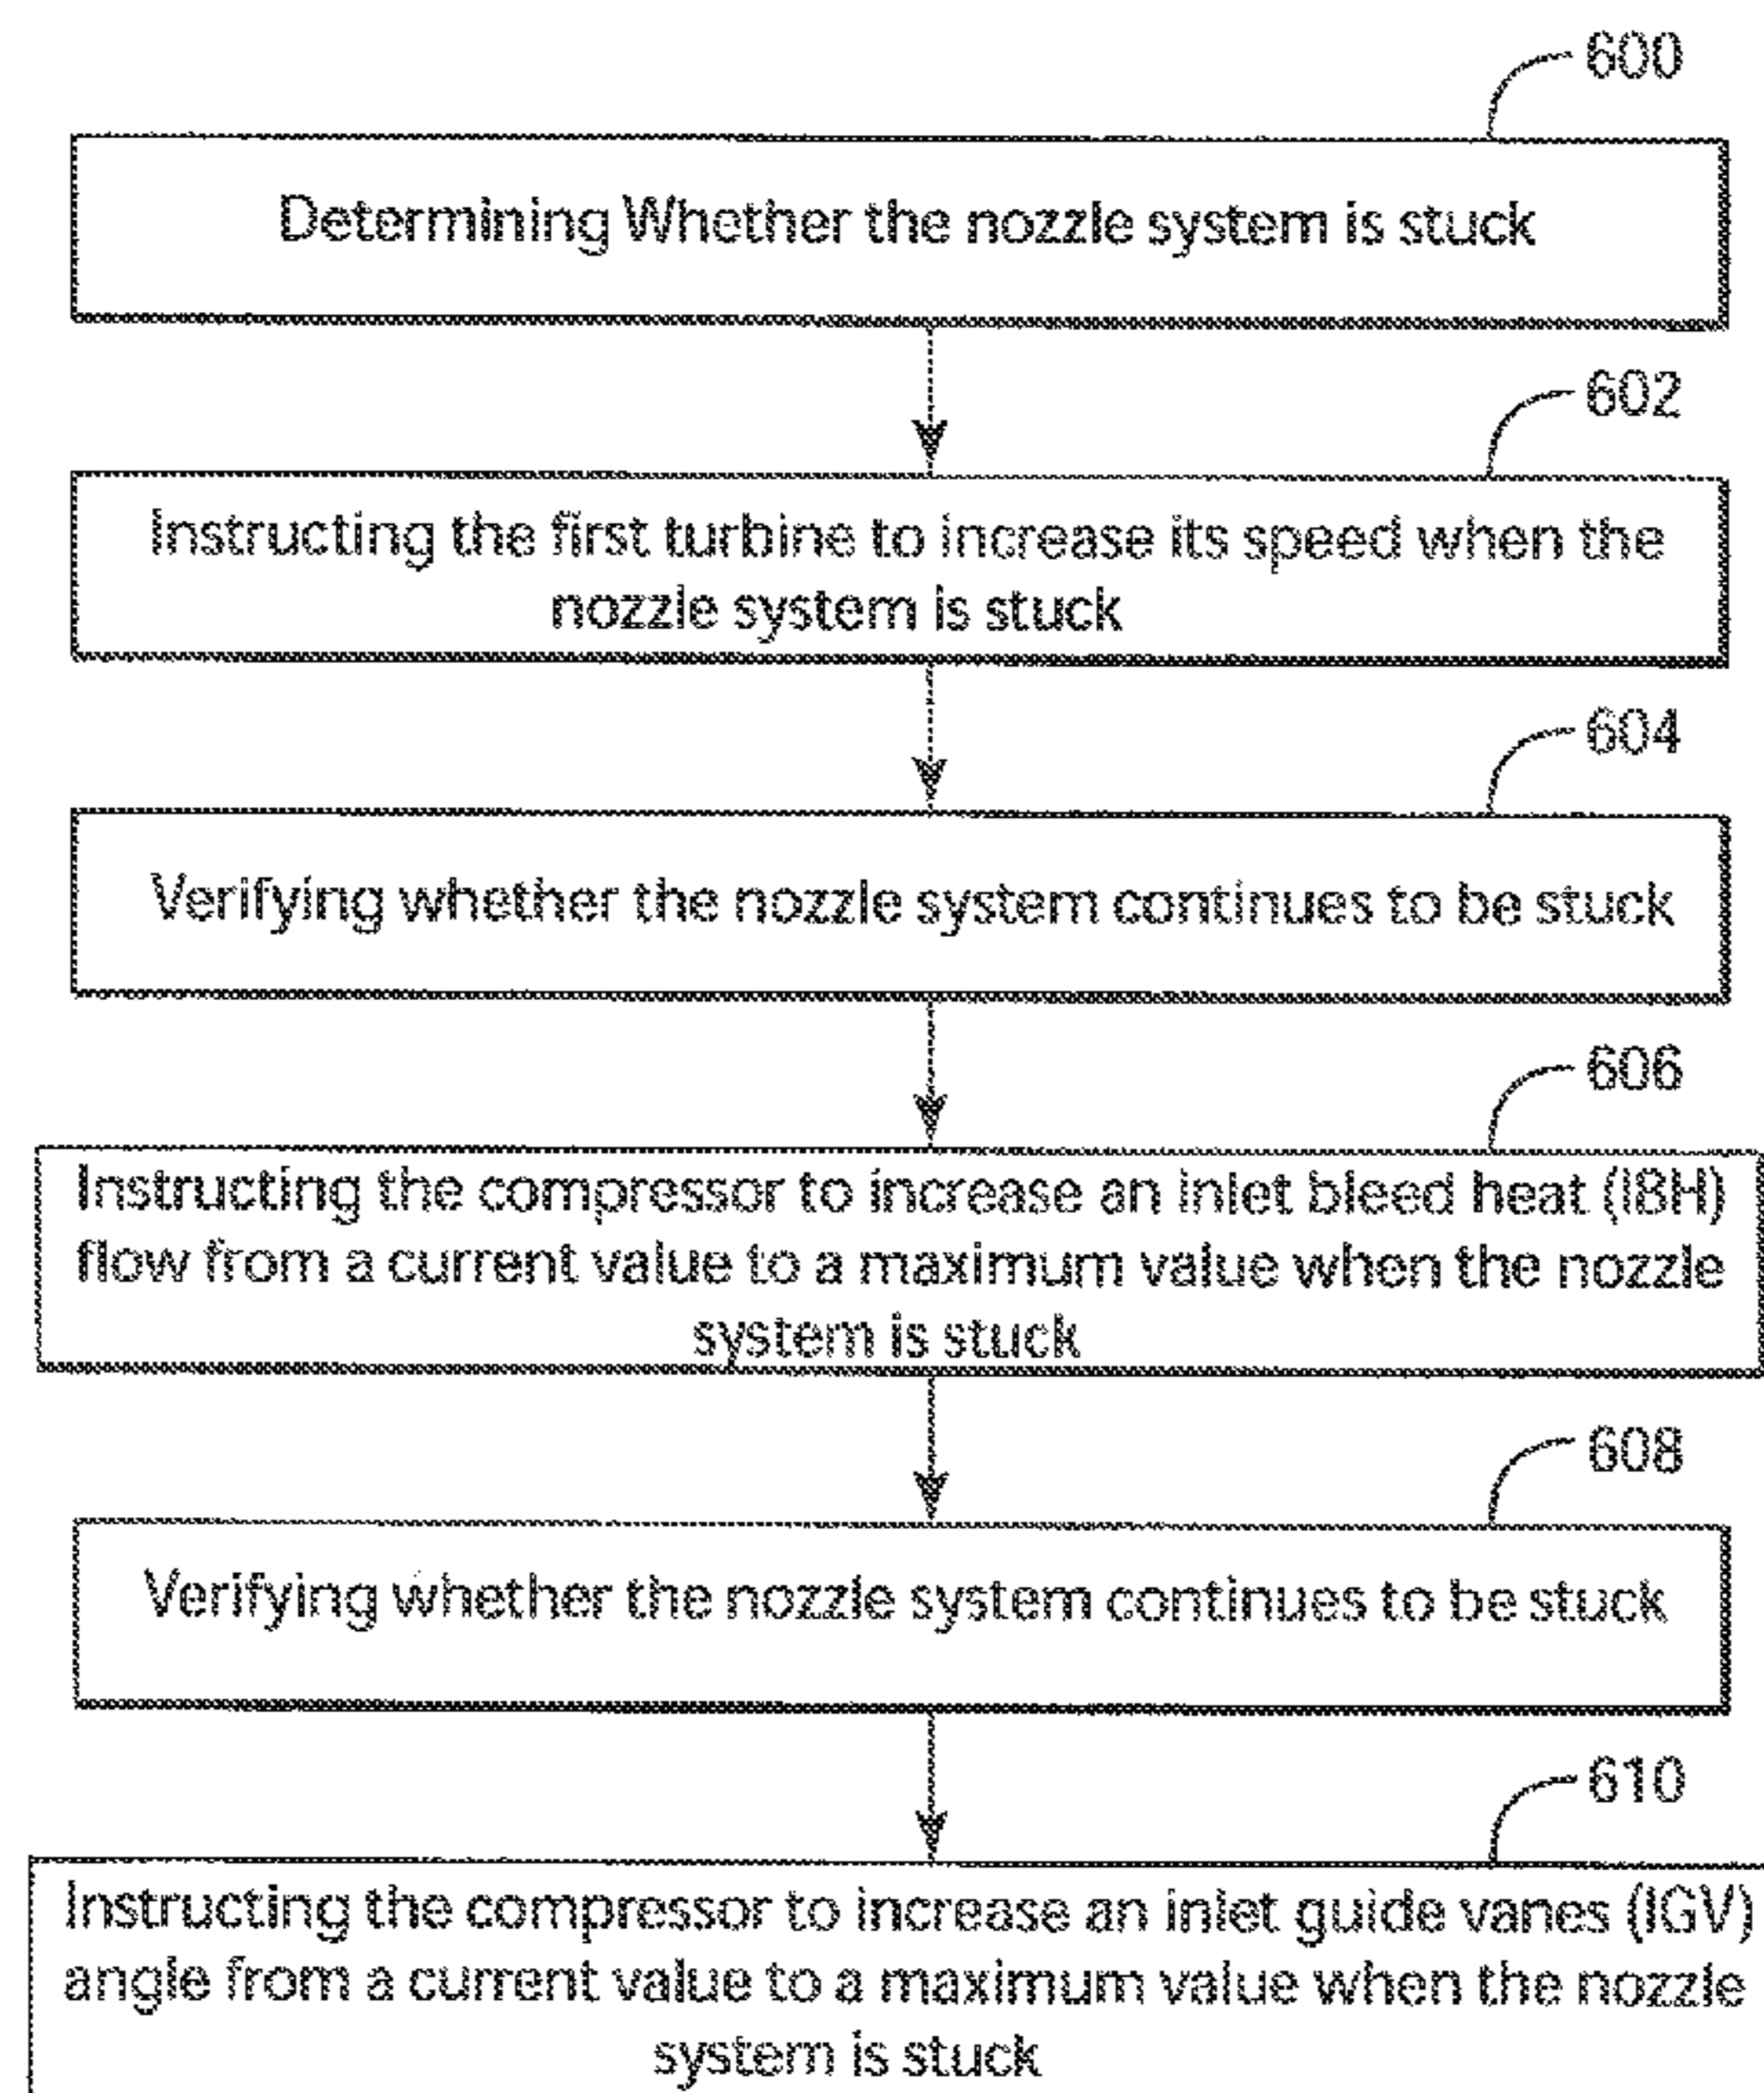 600
Determining Whether the nozzle system is stuck
602
Instructing the first turbine to increase its speed when the
nozzle system is stuck
604
Verifying whether the nozzle system continues to be stuck
606
Instructing the compressor to increase an inlet bleed heat (IBH)
flow from a current value to a maximum value when the nozzle
system is stuck
608
Verifying whether the nozzle system continues to be stuck
610
Instructing the compressor to increase an inlet guide vanes (IGV)
angle from a current value to a maximum value when the nozzle
system is stuck